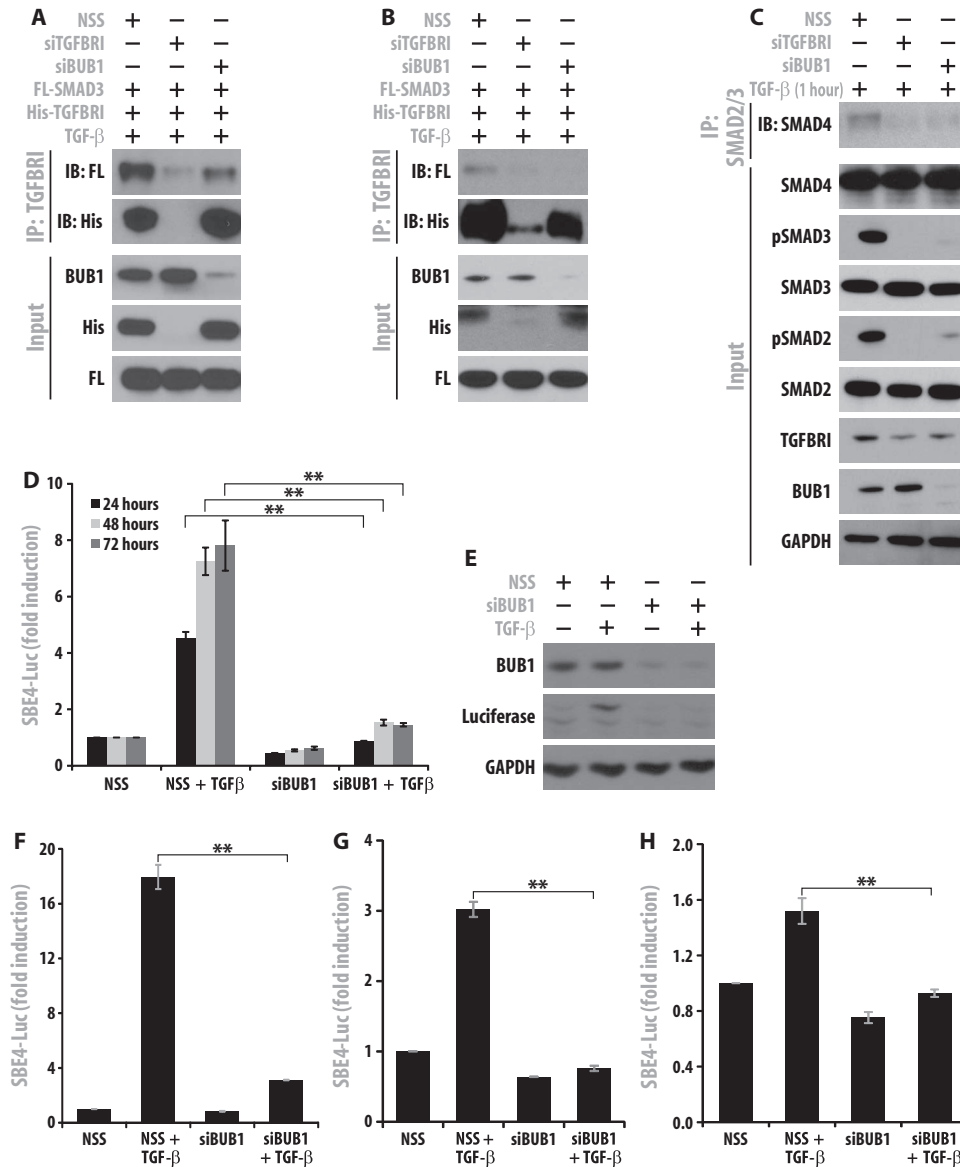 A
NSS + − −
siTGFBRI − + −
siBUB1 − − +
FL-SMAD3 + + +
His-TGFBRI + + +
TGF-β + + +
IP: TGFBRI
IB: FL
IB: His
Input
BUB1
His
FL
B
NSS + − −
siTGFBRI − + −
siBUB1 − − +
FL-SMAD3 + + +
His-TGFBRI + + +
TGF-β + + +
IP: TGFBRI
IB: FL
IB: His
Input
BUB1
His
FL
C
NSS + − −
siTGFBRI − + −
siBUB1 − − +
TGF-β (1 hour) + + +
IP:
SMAD2/3
IB: SMAD4
Input
SMAD4
pSMAD3
SMAD3
pSMAD2
SMAD2
TGFBRI
BUB1
GAPDH
D
SBE4-Luc (fold induction)
10
8
6
4
2
0
24 hours
48 hours
72 hours
**
**
**
NSS
NSS + TGFβ
siBUB1
siBUB1 + TGFβ
E
NSS + + − −
siBUB1 − − + +
TGF-β − + − +
BUB1
Luciferase
GAPDH
F
SBE4-Luc (fold induction)
20
16
12
8
4
0
**
NSS
NSS +
TGF-β
siBUB1
siBUB1
+ TGF-β
G
SBE4-Luc (fold induction)
4
3
2
1
0
**
NSS
NSS +
TGF-β
siBUB1
siBUB1
+ TGF-β
H
SBE4-Luc (fold induction)
2.0
1.6
1.2
0.8
0.4
0.0
**
NSS
NSS +
TGF-β
siBUB1
siBUB1
+ TGF-β